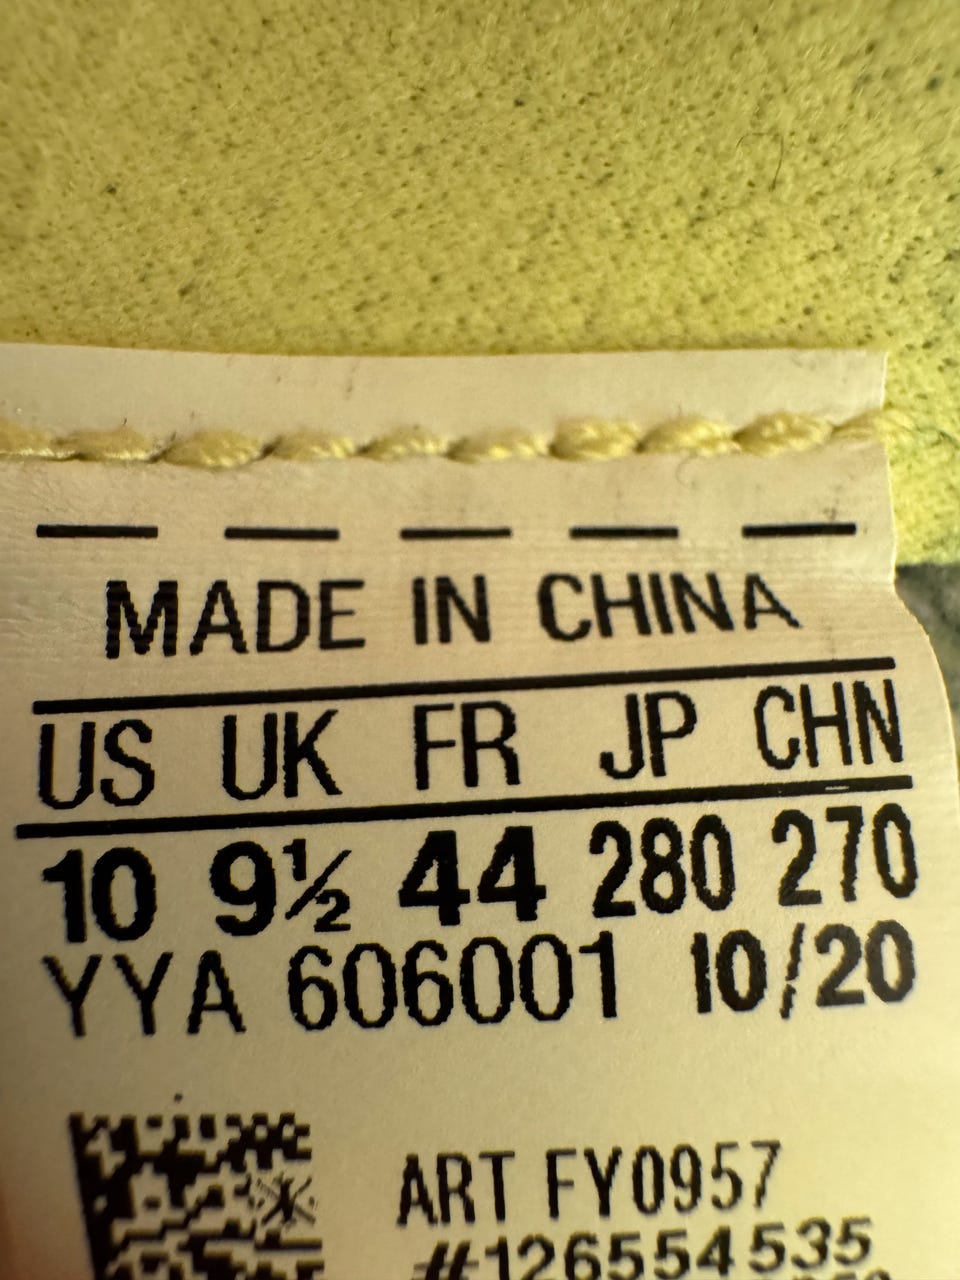 MADE IN CHINA
US UK FR JP CHN
10 9½ 44 280 270
YYA 606001 10/20
ART FY0957
#126554535